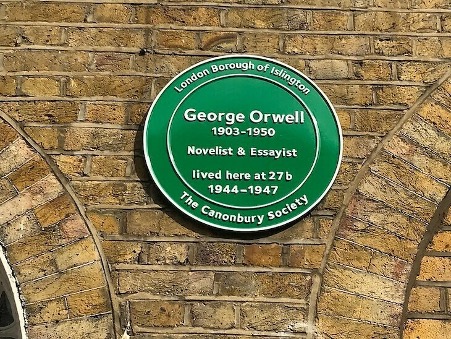 London Borough of Islington
George Orwell
1903-1950
Novelist & Essayist
lived here at 27b
1944-1947
The Canonbury Society